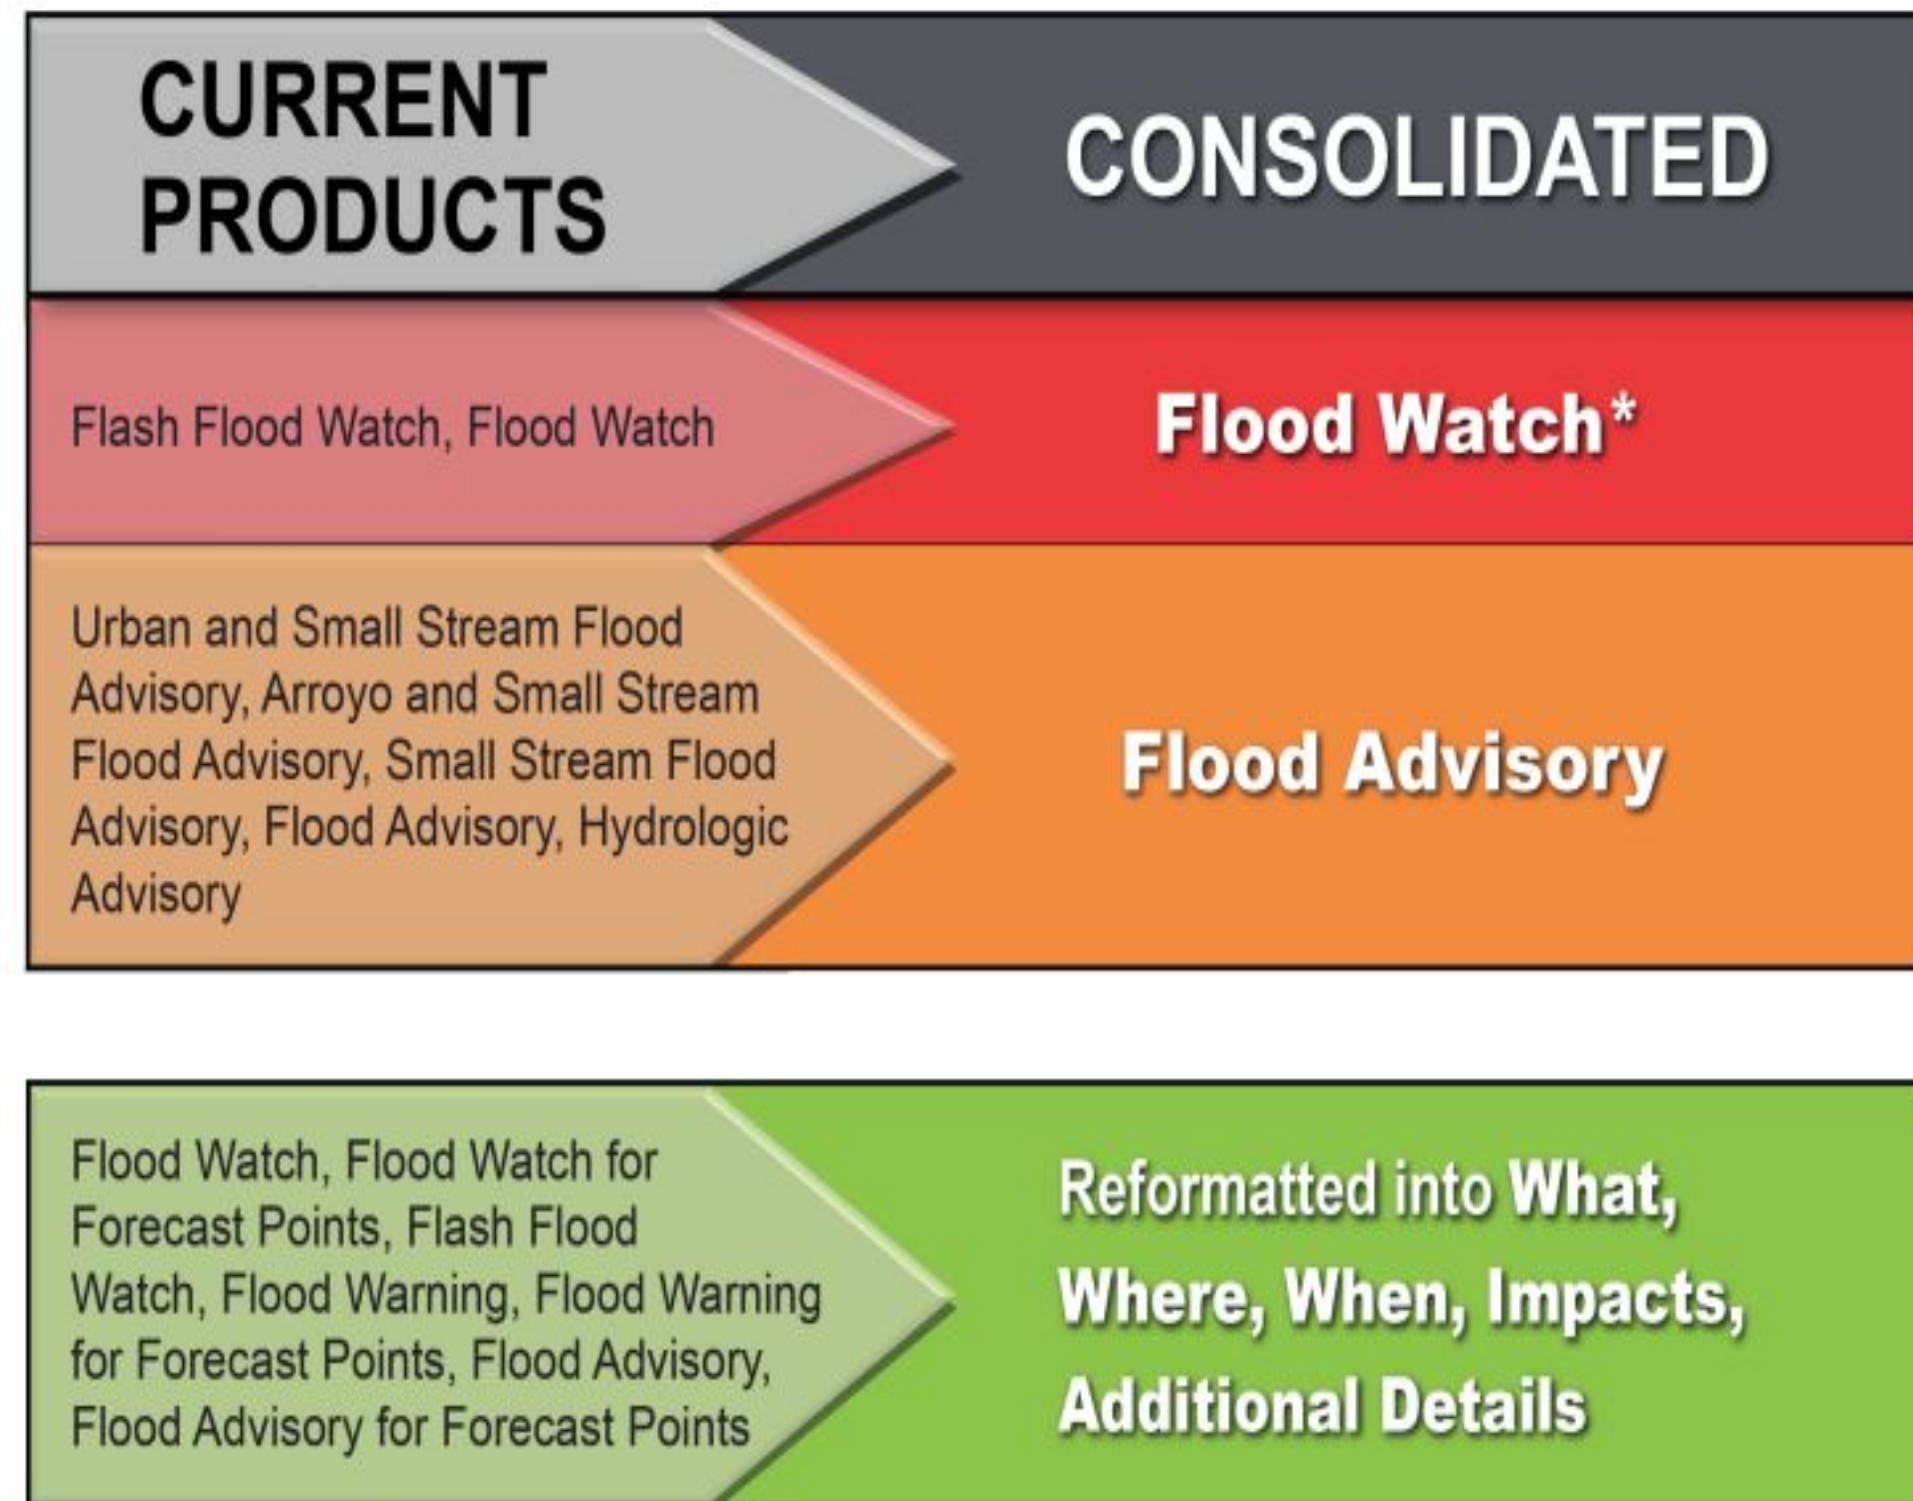 CURRENT
PRODUCTS
CONSOLIDATED
Flash Flood Watch, Flood Watch
Flood Watch*
Urban and Small Stream Flood
Advisory, Arroyo and Small Stream
Flood Advisory, Small Stream Flood
Advisory, Flood Advisory, Hydrologic
Advisory
Flood Advisory
Flood Watch, Flood Watch for
Forecast Points, Flash Flood
Watch, Flood Warning, Flood Warning
for Forecast Points, Flood Advisory,
Flood Advisory for Forecast Points
Reformatted into What,
Where, When, Impacts,
Additional Details